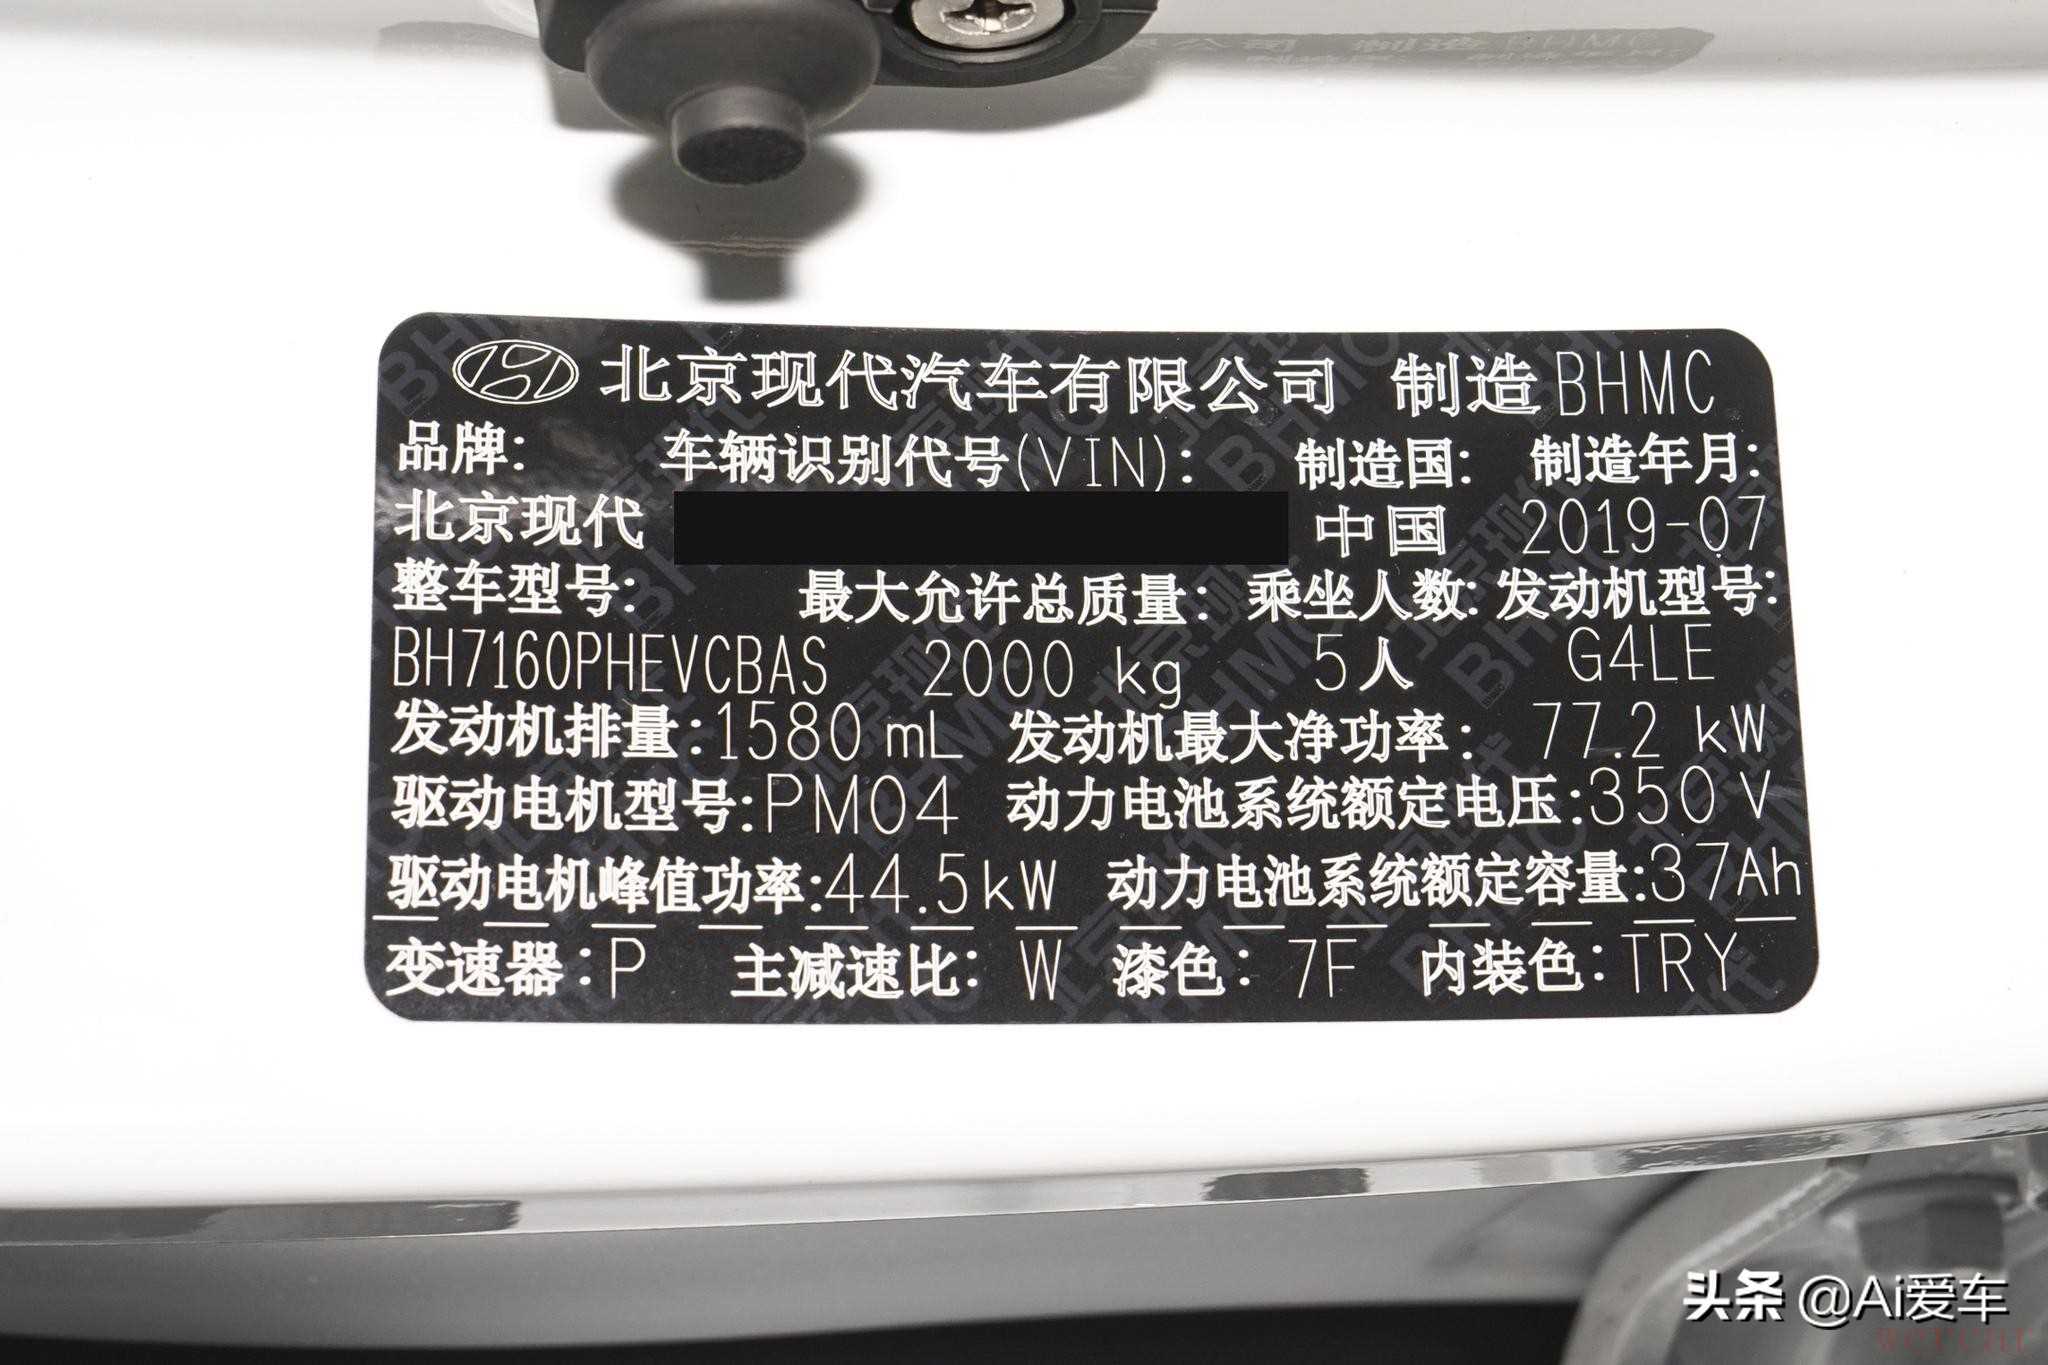 北京现代汽车有限公司 制造BHMC
品牌: 车辆识别代号(VIN): 制造国: 制造年月:
北京现代 中国 2019-07
整车型号: 最大允许总质量: 乘坐人数: 发动机型号:
BH7160PHEVCBAS 2000 kg 5人 G4LE
发动机排量:1580 mL 发动机最大净功率: 77.2 kW
驱动电机型号:PM04 动力电池系统额定电压:350 V
驱动电机峰值功率:44.5kW 动力电池系统额定容量:37Ah
变速器:P 主减速比: W 漆色: 7F 内装色:TRY
头条 @Ai爱车